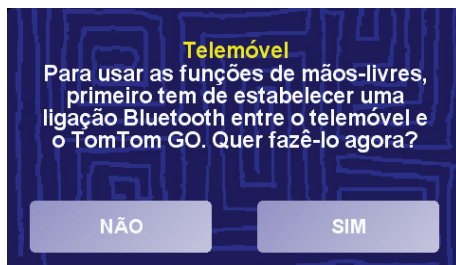 Telemóvel
Para usar as funções de mãos-livres,
primeiro tem de estabelecer uma
ligação Bluetooth entre o telemóvel e
o TomTom GO. Quer fazê-lo agora?
NÃO
SIM